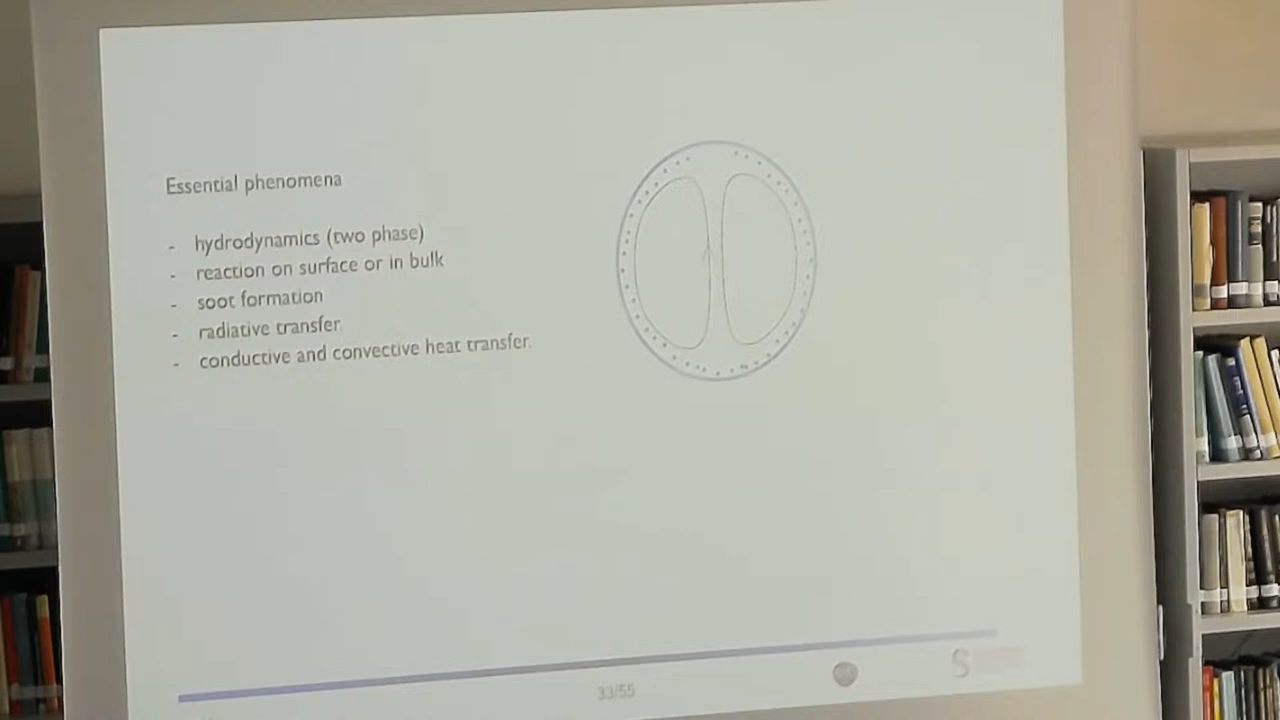 Essential phenomena
- hydrodynamics (two phase)
- reaction on surface or in bulk
- soot formation
- radiative transfer
- conductive and convective heat transfer.
33/55
S